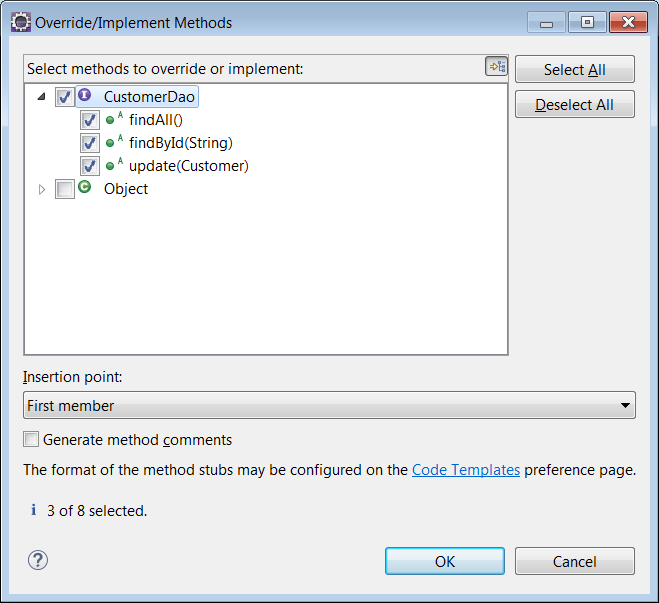 Override/Implement Methods
Select methods to override or implement:
Select All
CustomerDao
Deselect All
A findAll()
A findById(String)
A update(Customer)
Object
Insertion point:
First member
Generate method comments
The format of the method stubs may be configured on the Code Templates preference page.
3 of 8 selected.
OK
Cancel